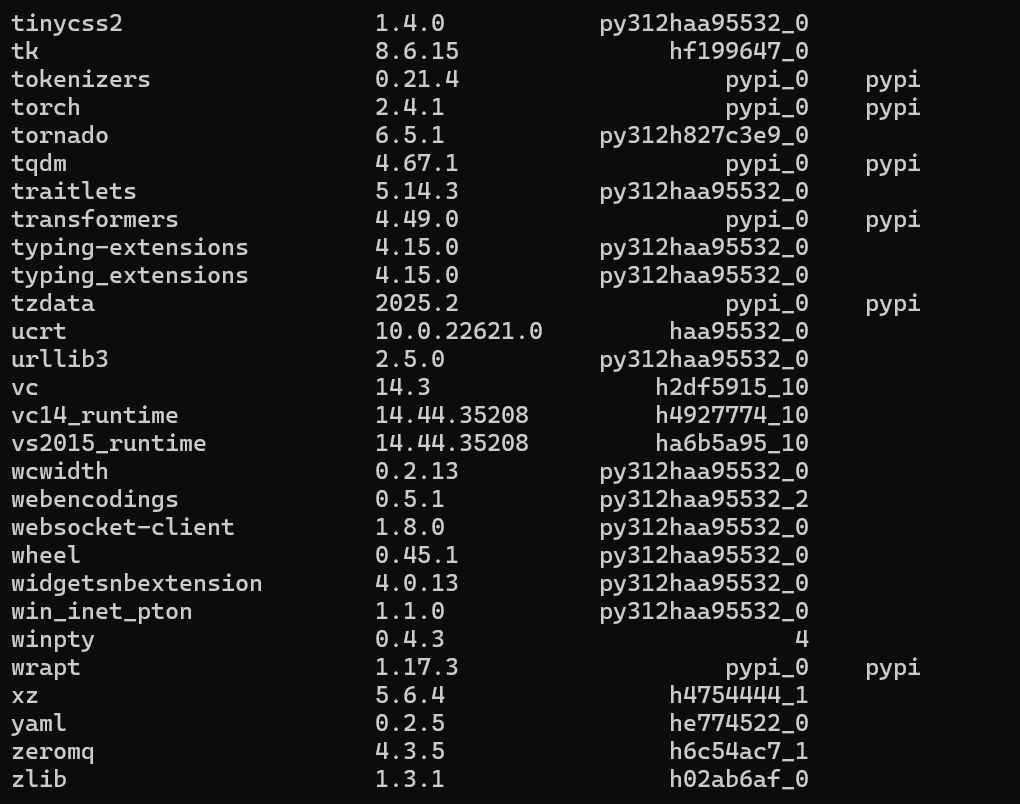 tinycss2 1.4.0 py312haa95532_0
tk 8.6.15 hf199647_0
tokenizers 0.21.4 pypi_0 pypi
torch 2.4.1 pypi_0 pypi
tornado 6.5.1 py312h827c3e9_0
tqdm 4.67.1 pypi_0 pypi
traitlets 5.14.3 py312haa95532_0
transformers 4.49.0 pypi_0 pypi
typing-extensions 4.15.0 py312haa95532_0
typing_extensions 4.15.0 py312haa95532_0
tzdata 2025.2 pypi_0 pypi
ucrt 10.0.22621.0 haa95532_0
urllib3 2.5.0 py312haa95532_0
vc 14.3 h2df5915_10
vc14_runtime 14.44.35208 h4927774_10
vs2015_runtime 14.44.35208 ha6b5a95_10
wcwidth 0.2.13 py312haa95532_0
webencodings 0.5.1 py312haa95532_2
websocket-client 1.8.0 py312haa95532_0
wheel 0.45.1 py312haa95532_0
widgetsnbextension 4.0.13 py312haa95532_0
win_inet_pton 1.1.0 py312haa95532_0
winpty 0.4.3 4
wrapt 1.17.3 pypi_0 pypi
xz 5.6.4 h4754444_1
yaml 0.2.5 he774522_0
zeromq 4.3.5 h6c54ac7_1
zlib 1.3.1 h02ab6af_0